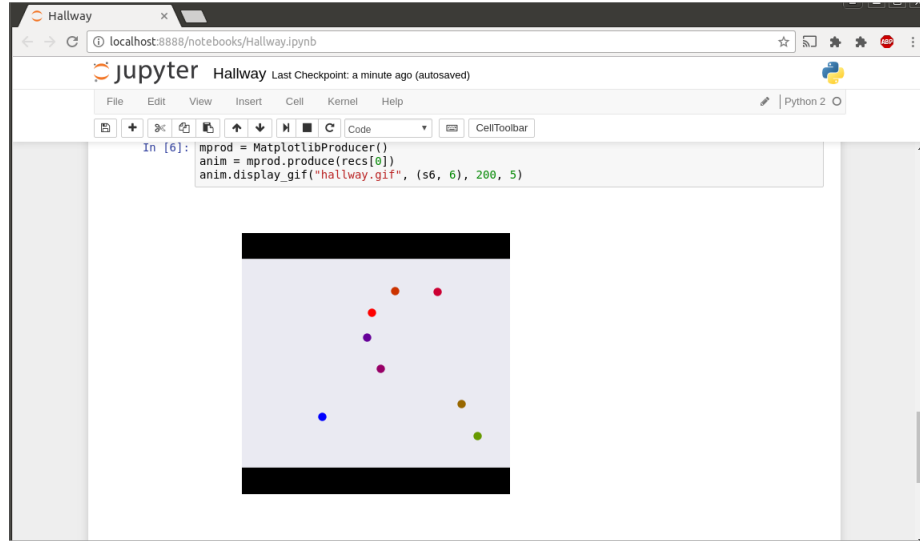 Hallway
localhost:8888/notebooks/Hallway.ipynb
ABP
jupyter Hallway Last Checkpoint: a minute ago (autosaved)
File Edit View Insert Cell Kernel Help Python 2
Code CellToolbar
In [6]: mprod = MatplotlibProducer()
anim = mprod.produce(recs[0])
anim.display_gif("hallway.gif", (s6, 6), 200, 5)